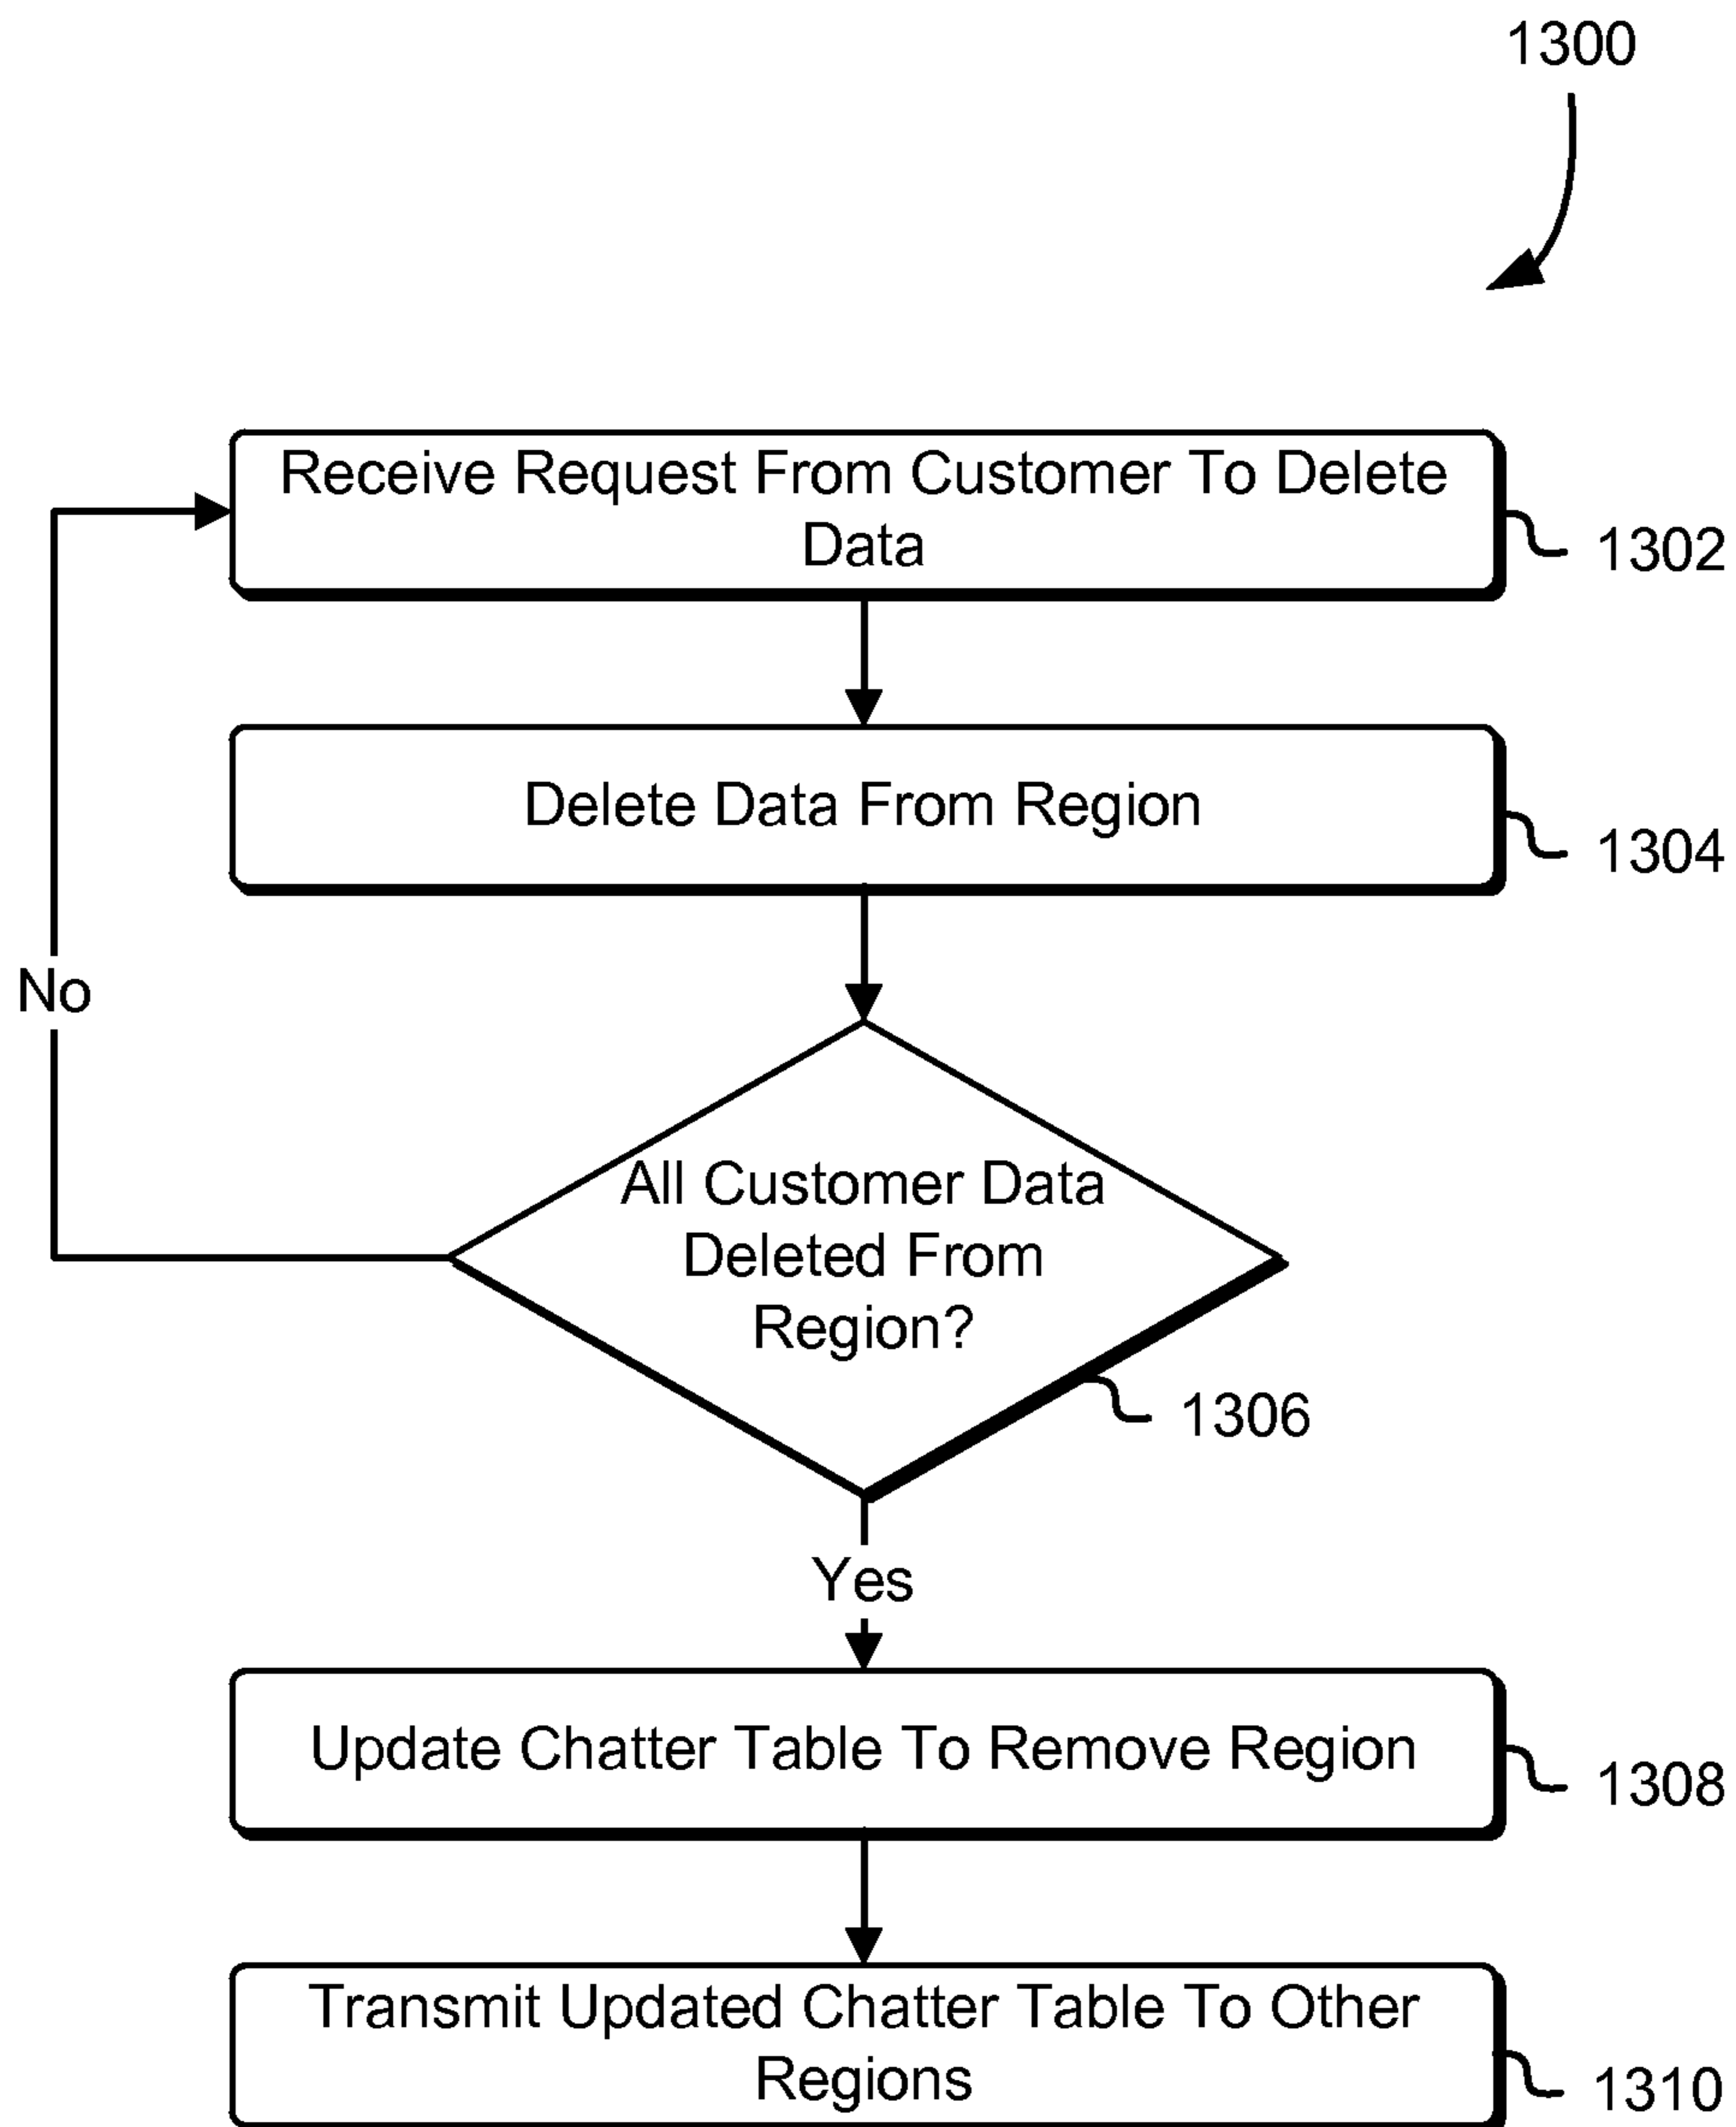 1300
Receive Request From Customer To Delete
Data
1302
Delete Data From Region
1304
No
All Customer Data
Deleted From
Region?
1306
Yes
Update Chatter Table To Remove Region
1308
Transmit Updated Chatter Table To Other
Regions
1310